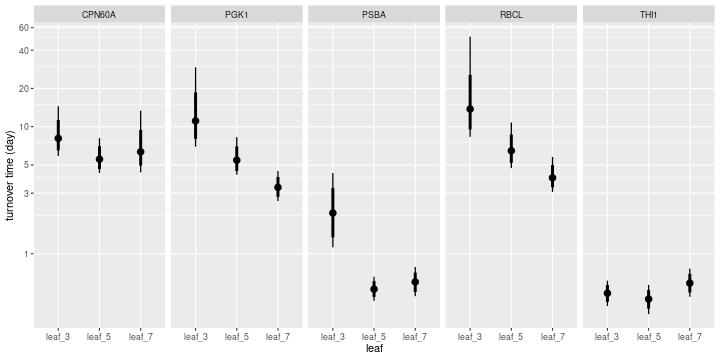 CPN60A PGK1 PSBA RBCL THI1
turnover time (day)
60
40
20
10
5
3
1
leaf_3 leaf_5 leaf_7 leaf_3 leaf_5 leaf_7 leaf_3 leaf_5 leaf_7 leaf_3 leaf_5 leaf_7 leaf_3 leaf_5 leaf_7
leaf